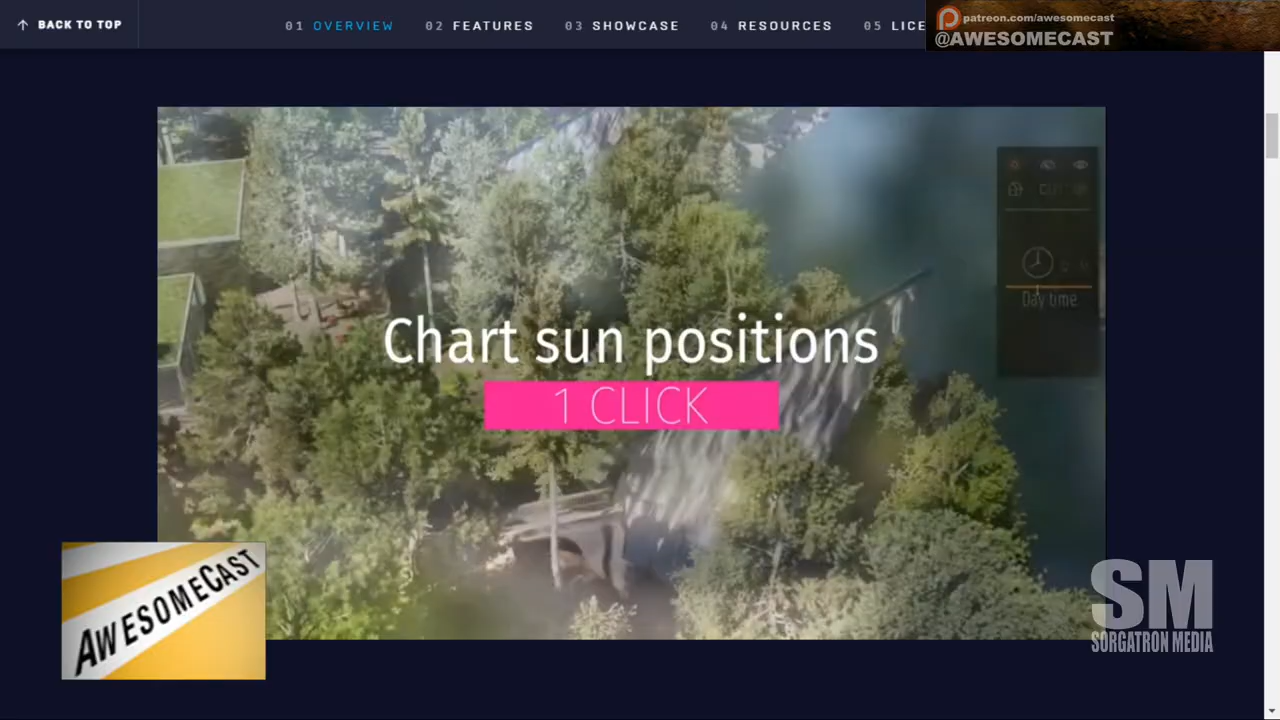 BACK TO TOP
01 OVERVIEW
02 FEATURES
03 SHOWCASE
04 RESOURCES
05 LICE
patreon.com/awesomecast
@AWESOMECAST
Day time
Chart sun positions
1 CLICK
AWESOMECAST
SM
SORGATRON MEDIA